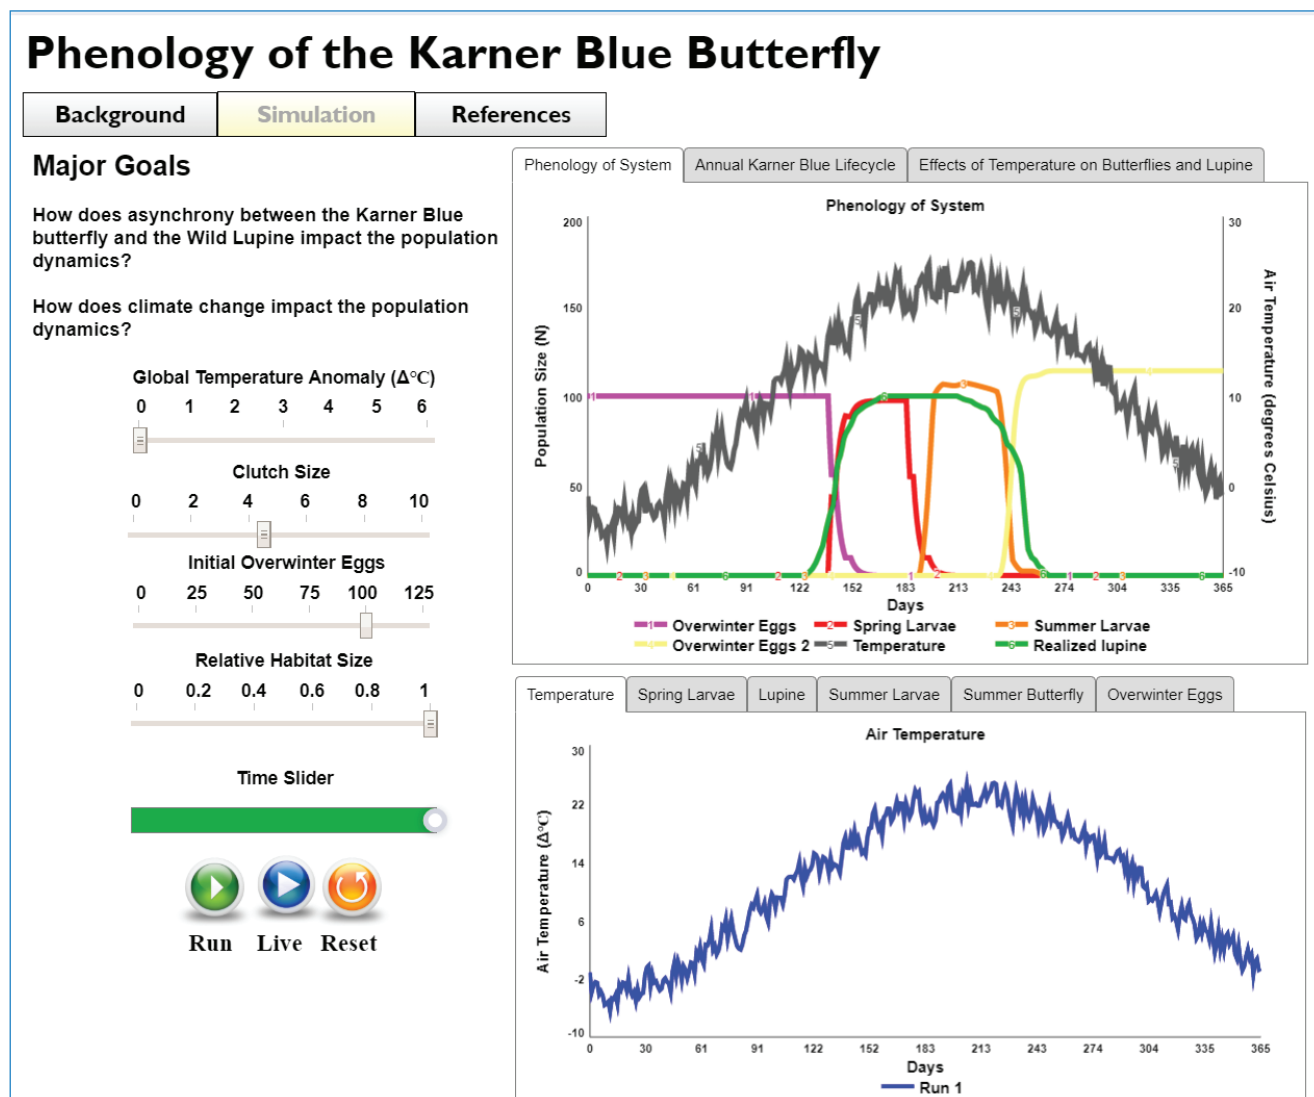 Phenology of the Karner Blue Butterfly
Background Simulation References
Major Goals
How does asynchrony between the Karner Blue
butterfly and the Wild Lupine impact the population
dynamics?
How does climate change impact the population
dynamics?
Global Temperature Anomaly (Δ°C)
0 1 2 3 4 5 6
Clutch Size
0 2 4 6 8 10
Initial Overwinter Eggs
0 25 50 75 100 125
Relative Habitat Size
0 0.2 0.4 0.6 0.8 1
Time Slider
Run Live Reset
Phenology of System Annual Karner Blue Lifecycle Effects of Temperature on Butterflies and Lupine
Phenology of System
Population Size (N)
200
150
100
50
0
30
20
10
0
-10
Air Temperature (degrees Celsius)
0 30 61 91 122 152 183 213 243 274 304 335 365
Days
1 Overwinter Eggs 2 Spring Larvae 3 Summer Larvae
4 Overwinter Eggs 2 5 Temperature 6 Realized lupine
Temperature Spring Larvae Lupine Summer Larvae Summer Butterfly Overwinter Eggs
Air Temperature
Air Temperature (Δ°C)
30
22
14
6
-2
-10
0 30 61 91 122 152 183 213 243 274 304 335 365
Days
Run 1